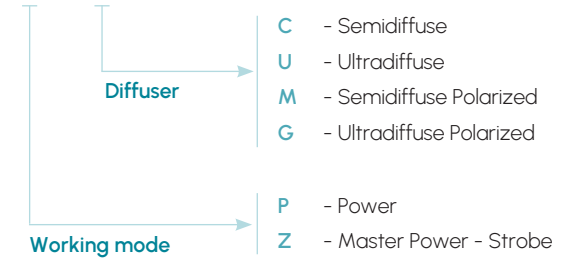 C - Semidiffuse
U - Ultradiffuse
Diffuser
M - Semidiffuse Polarized
G - Ultradiffuse Polarized
P - Power
Working mode
Z - Master Power - Strobe